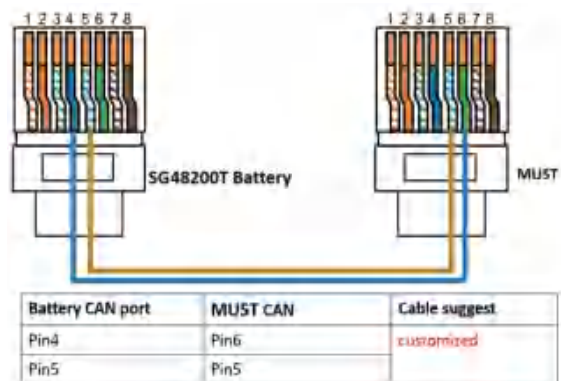 1 2 3 4 5 6 7 8
1 2 3 4 5 6 7 8
SG48200T Battery
MUST
Battery CAN port MUST CAN Cable suggest
Pin4 Pin6 customized
Pin5 Pin5